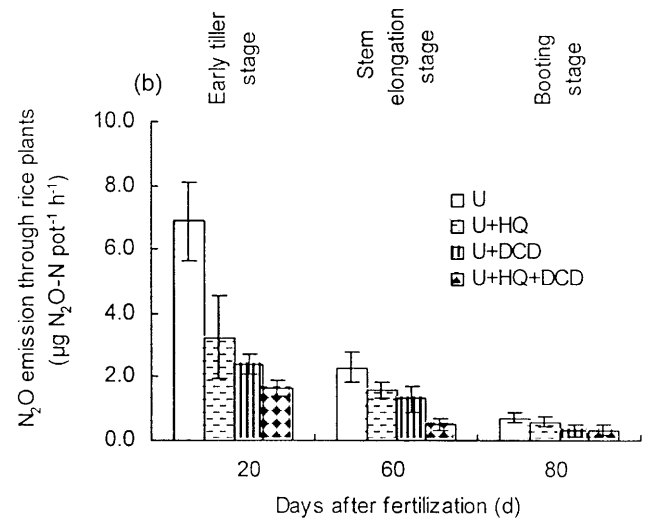 Early tiller
stage
Stem
elongation
stage
Booting
stage
(b)
N₂O emission through rice plants
(µg N₂O-N pot⁻¹ h⁻¹)
10.0
8.0
6.0
4.0
2.0
0.0
U
U+HQ
U+DCD
U+HQ+DCD
20 60 80
Days after fertilization (d)